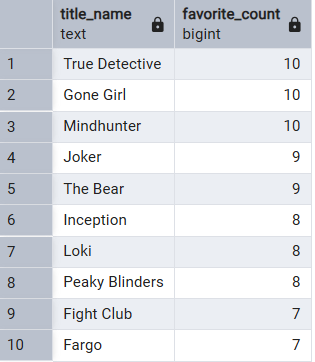 title_name favorite_count
text bigint
1 True Detective 10
2 Gone Girl 10
3 Mindhunter 10
4 Joker 9
5 The Bear 9
6 Inception 8
7 Loki 8
8 Peaky Blinders 8
9 Fight Club 7
10 Fargo 7